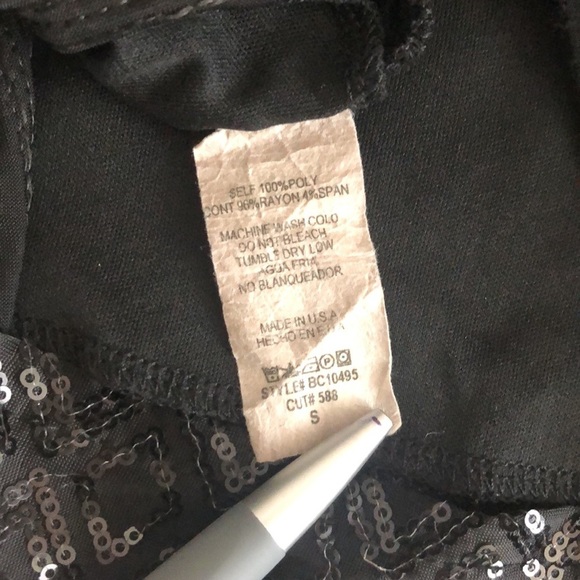 SELF 100%POLY
CONT 96%RAYON 4%SPAN
MACHINE WASH COLD
DO NOT BLEACH
TUMBLE DRY LOW
AGUA FRIA
NO BLANQUEADOR
MADE IN U.S.A
HECHO EN E.U.A
STYLE# BC10495
CUT# 588
S